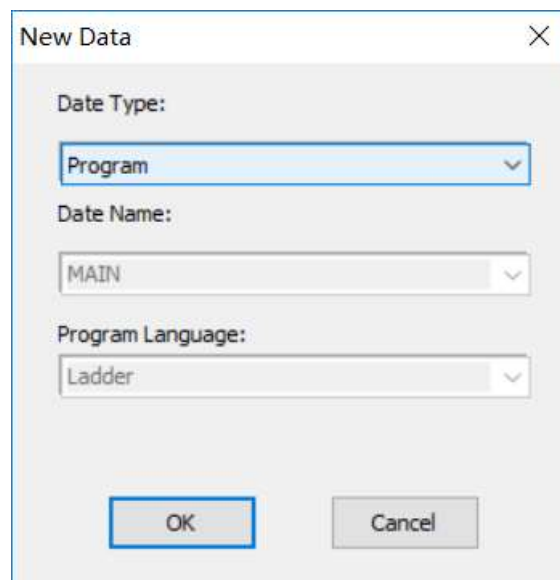 New Data
Date Type:
Program
Date Name:
MAIN
Program Language:
Ladder
OK Cancel